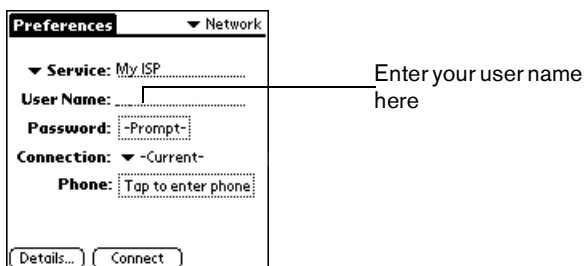 Preferences ▼ Network
▼ Service: My ISP
User Name:
Password: -Prompt-
Connection: ▼ -Current-
Phone: Tap to enter phone
Details... Connect
Enter your user name
here